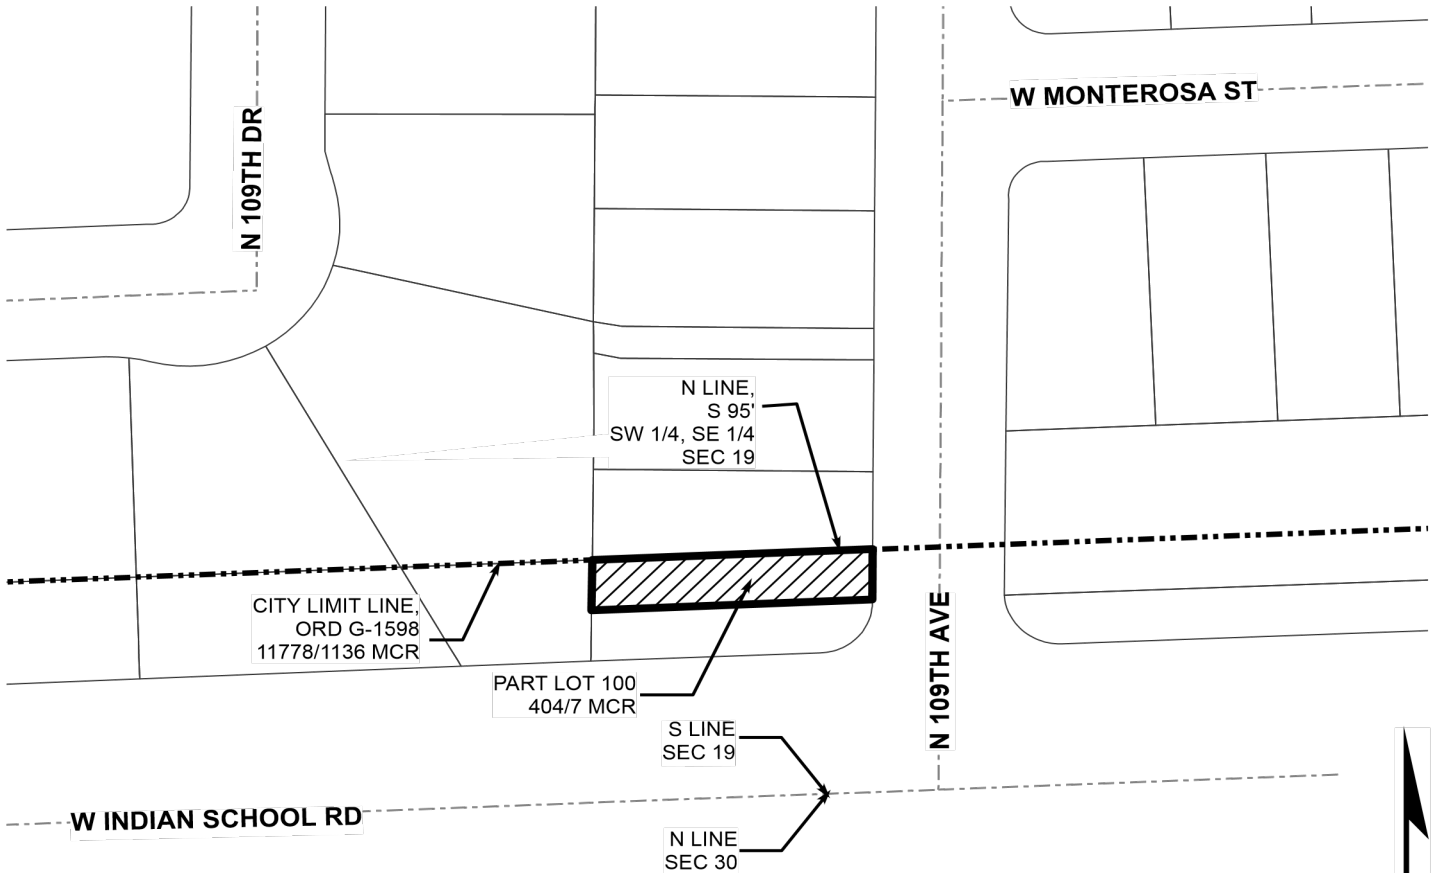 W MONTEROSA ST
N 109TH DR
N LINE,
S 95'
SW 1/4, SE 1/4
SEC 19
CITY LIMIT LINE,
ORD G-1598
11778/1136 MCR
PART LOT 100
404/7 MCR
N 109TH AVE
S LINE
SEC 19
W INDIAN SCHOOL RD
N LINE
SEC 30